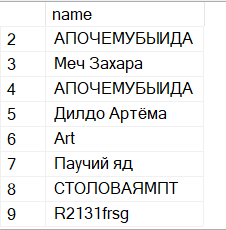 name
2 АПОЧЕМУБЫИДА
3 Меч Захара
4 АПОЧЕМУБЫИДА
5 Дилдо Артёма
6 Art
7 Паучий яд
8 СТОЛОВАЯМПТ
9 R2131frsg